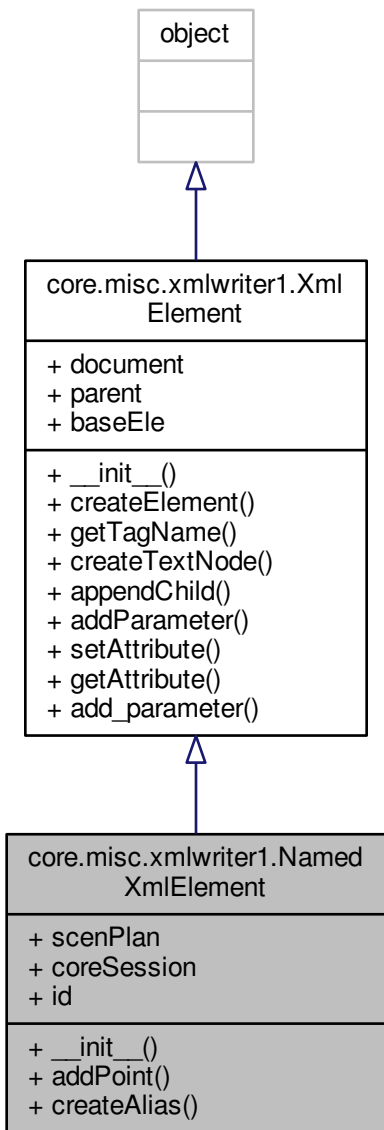 object
core.misc.xmlwriter1.Xml
Element
+ document
+ parent
+ baseEle
+ __init__()
+ createElement()
+ getTagName()
+ createTextNode()
+ appendChild()
+ addParameter()
+ setAttribute()
+ getAttribute()
+ add_parameter()
core.misc.xmlwriter1.Named
XmlElement
+ scenPlan
+ coreSession
+ id
+ __init__()
+ addPoint()
+ createAlias()